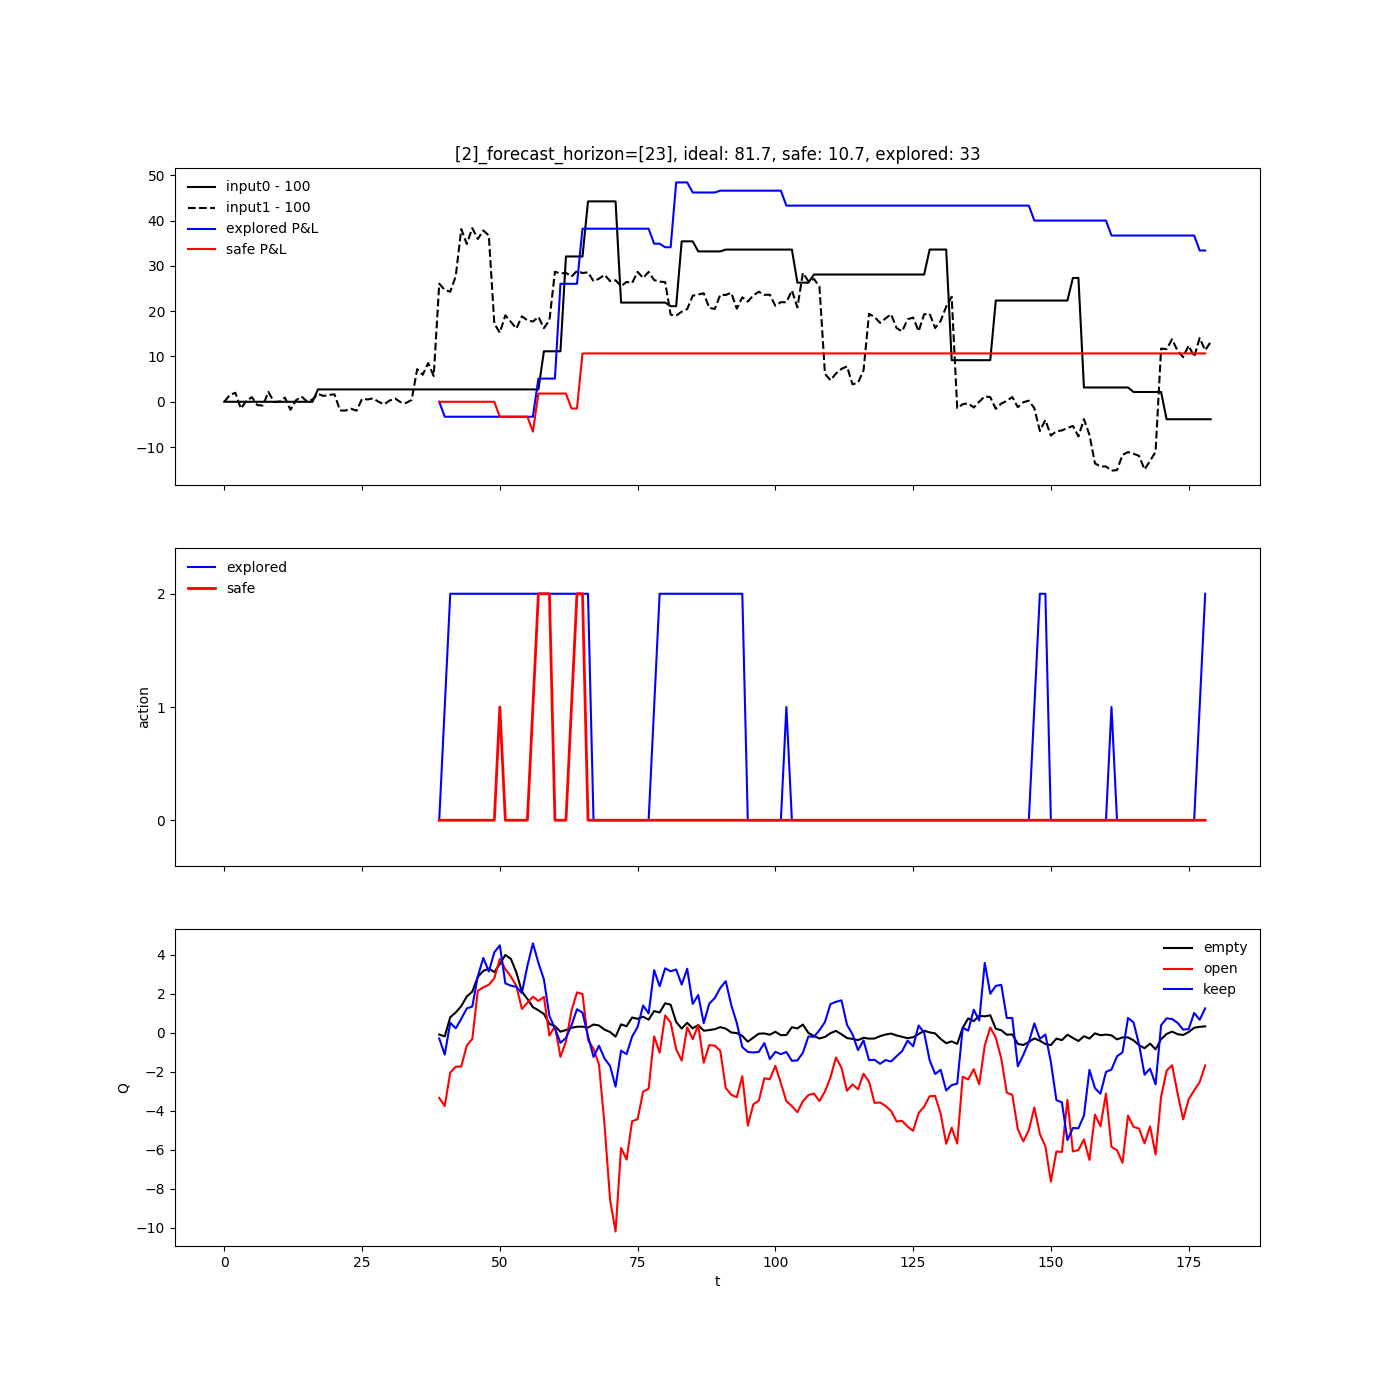 [2]_forecast_horizon=[23], ideal: 81.7, safe: 10.7, explored: 33
50
40
30
20
10
0
−10
input0 - 100
input1 - 100
explored P&L
safe P&L
2
1
0
action
explored
safe
4
2
0
−2
−4
−6
−8
−10
Q
empty
open
keep
0 25 50 75 100 125 150 175
t